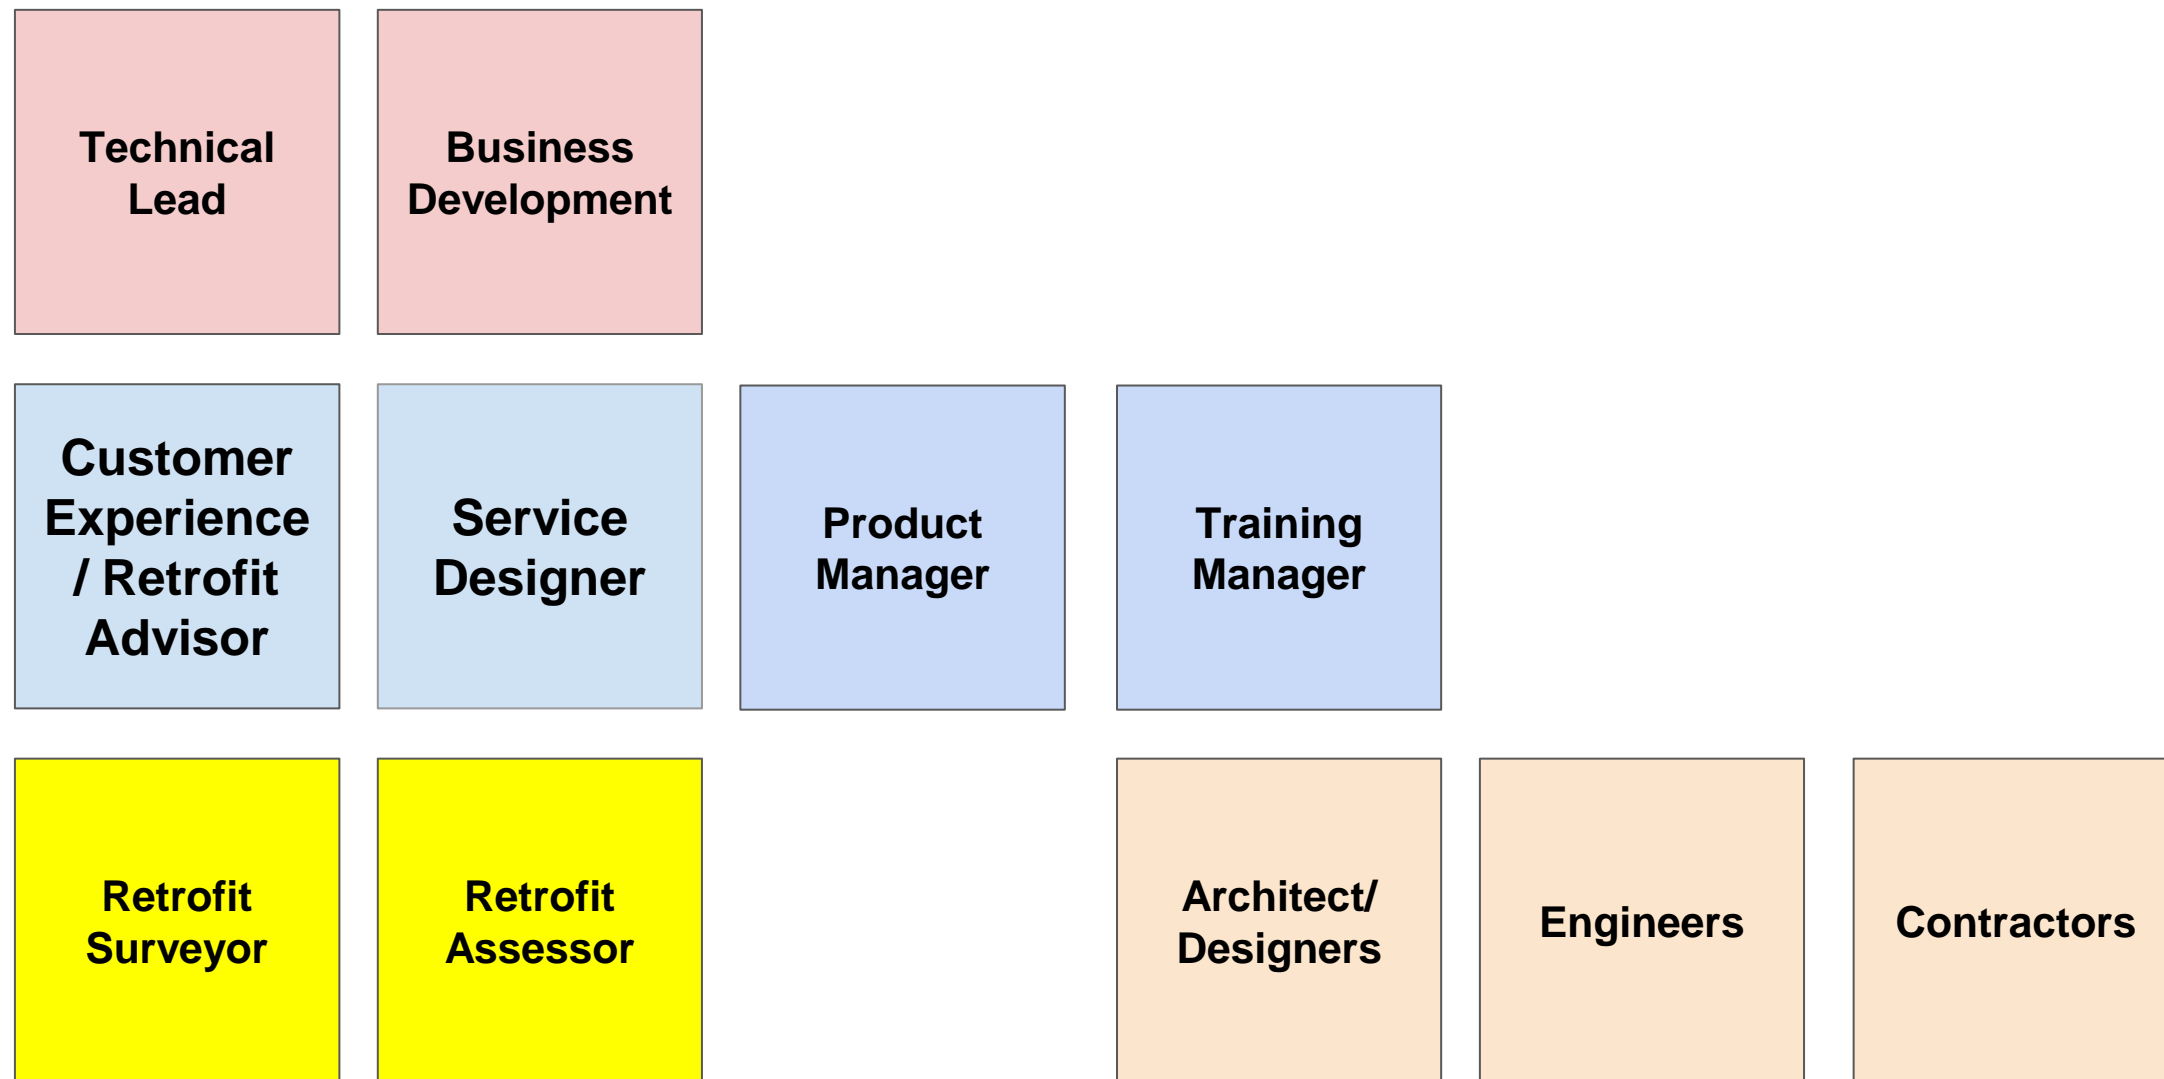 Technical
Lead
Business
Development
Customer
Experience
/ Retrofit
Advisor
Service
Designer
Product
Manager
Training
Manager
Retrofit
Surveyor
Retrofit
Assessor
Architect/
Designers
Engineers
Contractors